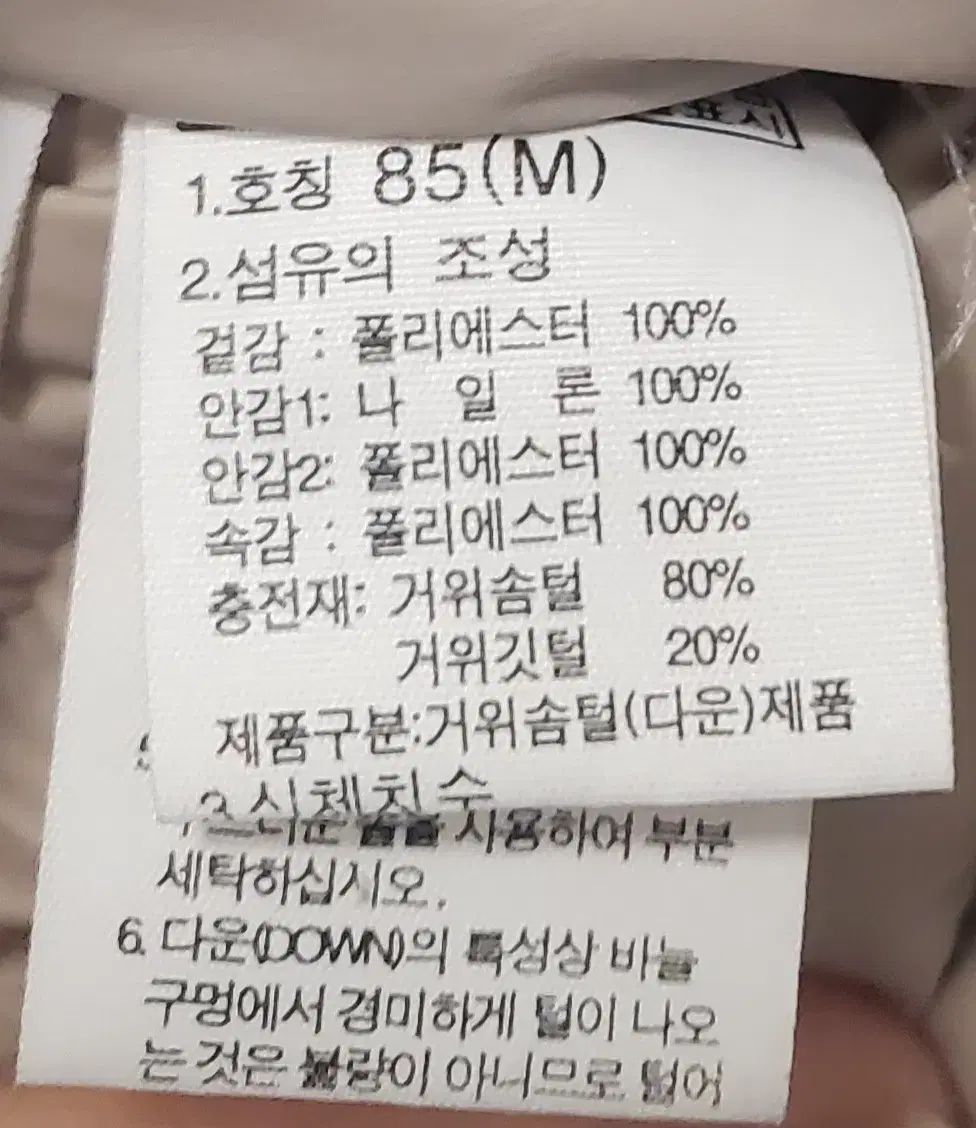 표시
1.호칭 85(M)
2.섬유의 조성
겉감 : 폴리에스터 100%
안감1: 나 일 론 100%
안감2: 폴리에스터 100%
속감 : 폴리에스터 100%
충전재: 거위솜털 80%
거위깃털 20%
제품구분:거위솜털(다운)제품
3.신체치수
사용하여 부분
세탁하십시오.
6. 다운(DOWN)의 특성상 바늘
구멍에서 경미하게 털이 나오
는 것은 불량이 아니므로 털어